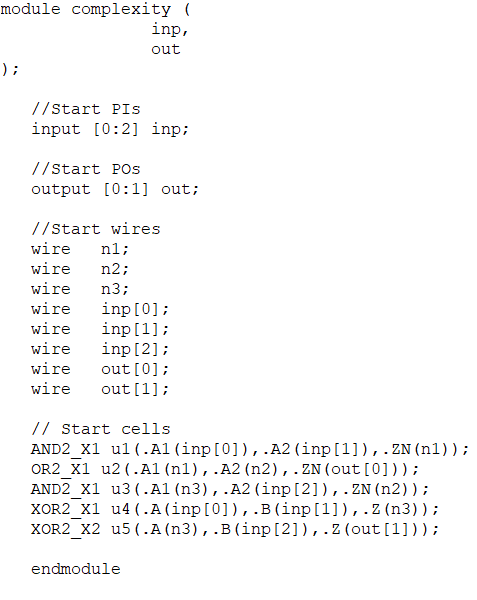 module complexity (
inp,
out
);
//Start PIs
input [0:2] inp;
//Start POs
output [0:1] out;
//Start wires
wire n1;
wire n2;
wire n3;
wire inp[0];
wire inp[1];
wire inp[2];
wire out[0];
wire out[1];
// Start cells
AND2_X1 u1(.A1(inp[0]),.A2(inp[1]),.ZN(n1));
OR2_X1 u2(.A1(n1),.A2(n2),.ZN(out[0]));
AND2_X1 u3(.A1(n3),.A2(inp[2]),.ZN(n2));
XOR2_X1 u4(.A(inp[0]),.B(inp[1]),.Z(n3));
XOR2_X2 u5(.A(n3),.B(inp[2]),.Z(out[1]));
endmodule